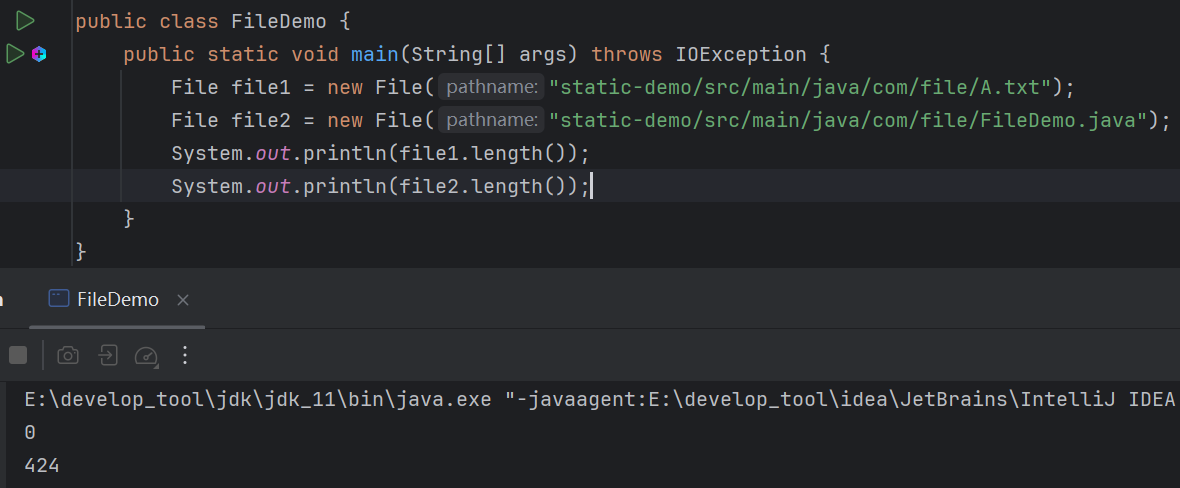 public class FileDemo {
public static void main(String[] args) throws IOException {
File file1 = new File( pathname: "static-demo/src/main/java/com/file/A.txt");
File file2 = new File( pathname: "static-demo/src/main/java/com/file/FileDemo.java");
System.out.println(file1.length());
System.out.println(file2.length());
}
}
FileDemo
E:\develop_tool\jdk\jdk_11\bin\java.exe "-javaagent:E:\develop_tool\idea\JetBrains\IntelliJ IDEA
0
424